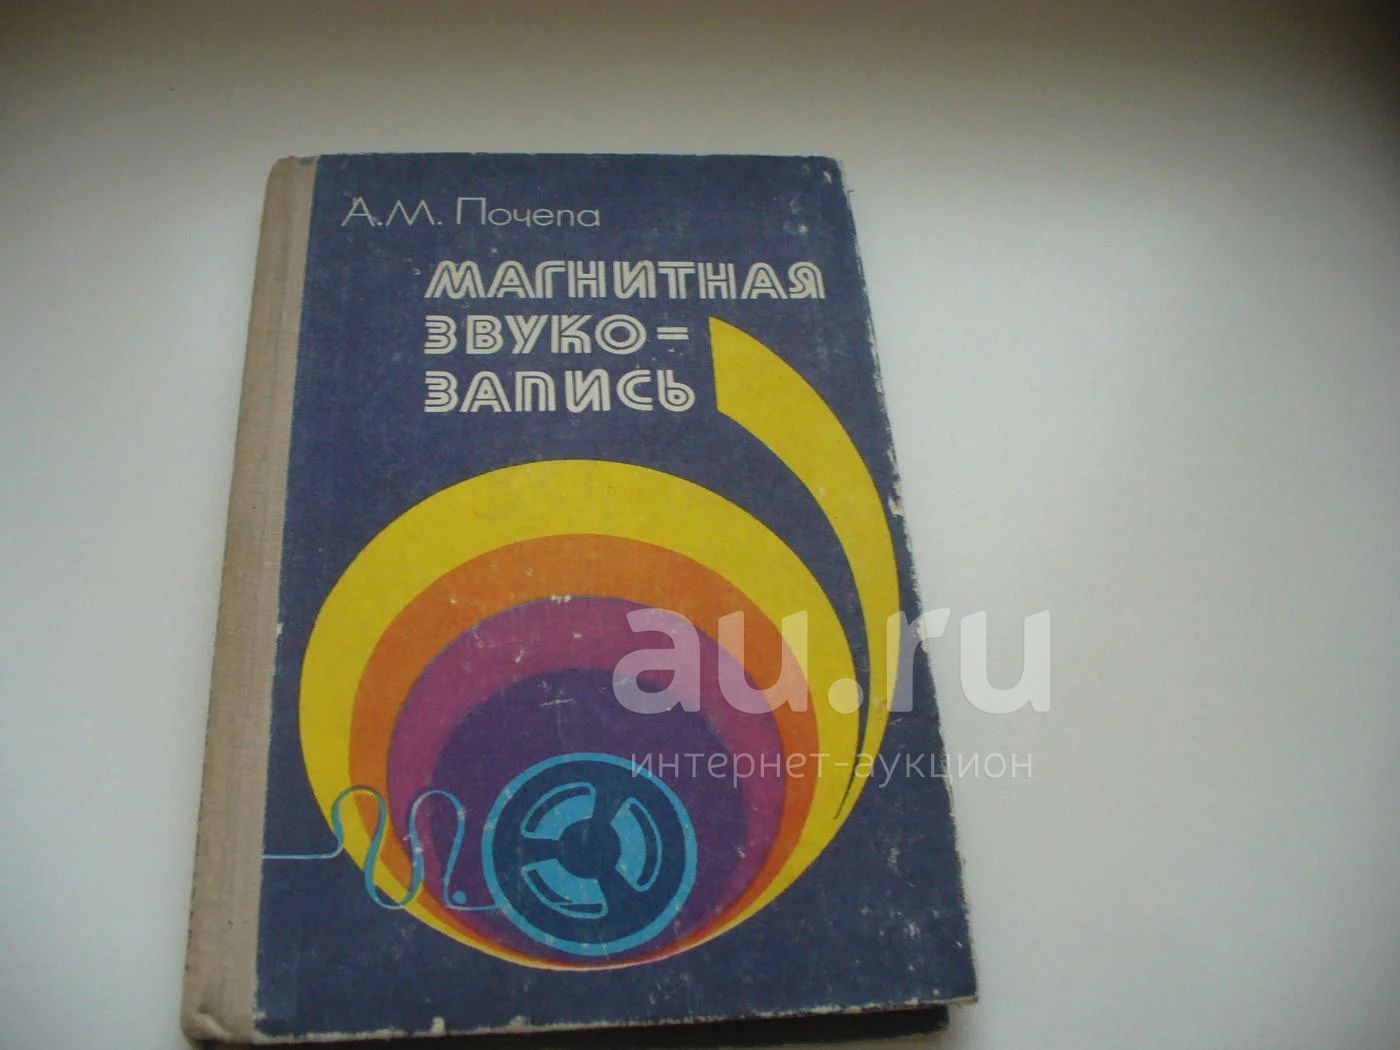 А.М. Почепа
МАГНИТНАЯ
ЗВУКО-
ЗАПИСЬ
au.ru
интернет-аукцион